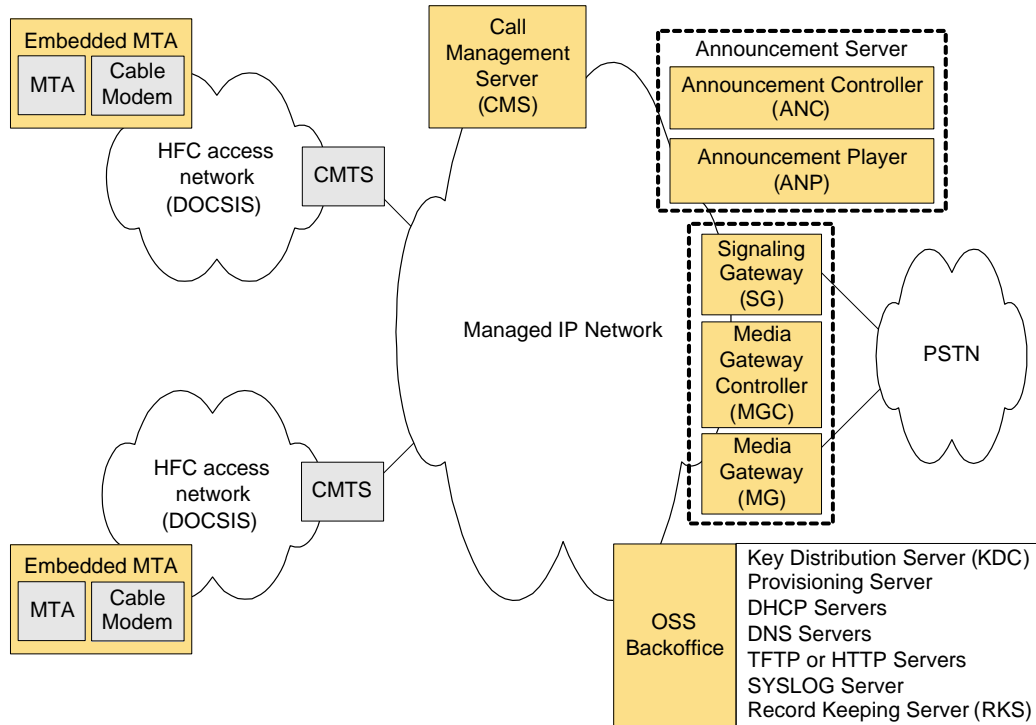 Embedded MTA
MTA
Cable
Modem
HFC access
network
(DOCSIS)
CMTS
Call
Management
Server
(CMS)
Announcement Server
Announcement Controller
(ANC)
Announcement Player
(ANP)
Signaling
Gateway
(SG)
Media
Gateway
Controller
(MGC)
Media
Gateway
(MG)
Managed IP Network
PSTN
HFC access
network
(DOCSIS)
CMTS
Embedded MTA
MTA
Cable
Modem
OSS
Backoffice
Key Distribution Server (KDC)
Provisioning Server
DHCP Servers
DNS Servers
TFTP or HTTP Servers
SYSLOG Server
Record Keeping Server (RKS)